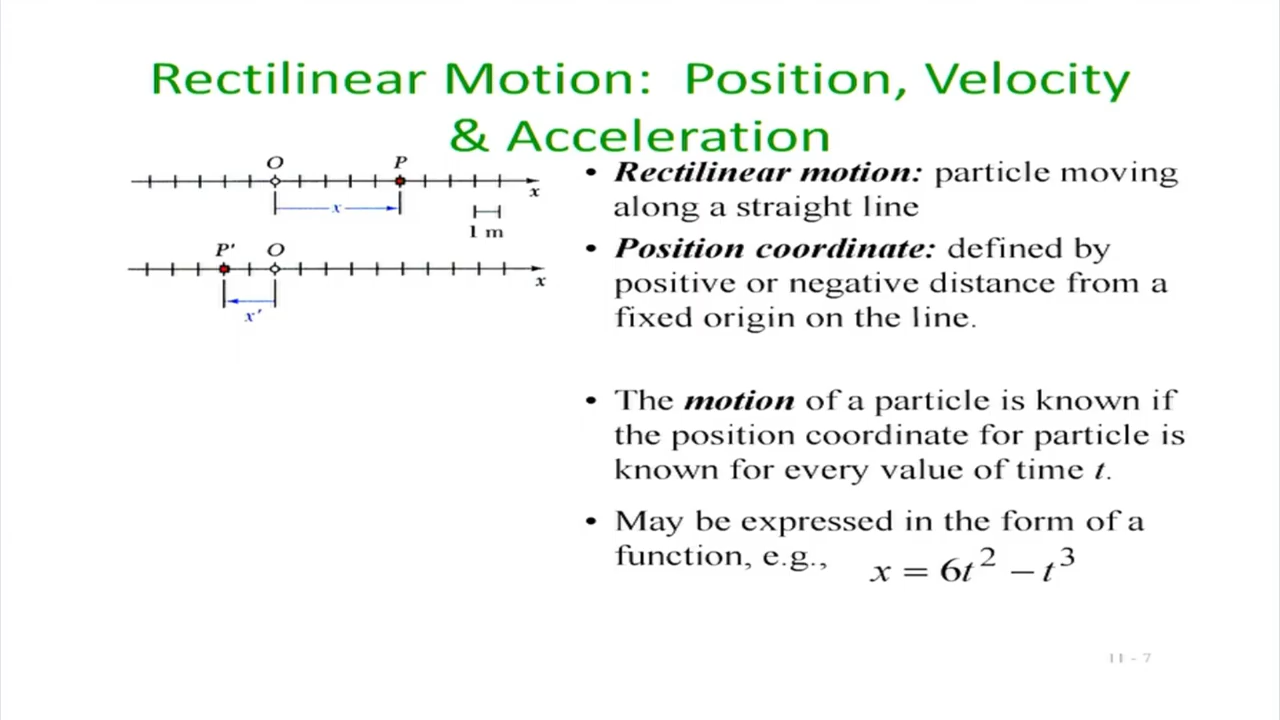 Rectilinear Motion: Position, Velocity
& Acceleration
O P
x
x
1 m
P' O
x
x'
• Rectilinear motion: particle moving
along a straight line
• Position coordinate: defined by
positive or negative distance from a
fixed origin on the line.
• The motion of a particle is known if
the position coordinate for particle is
known for every value of time t.
• May be expressed in the form of a
function, e.g., x = 6t² − t³
11 - 7